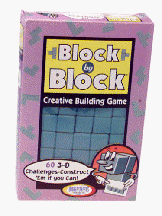 Block
by
Block
Creative Building Game
60 3-D
Challenges-Construct
'Em if you Can!